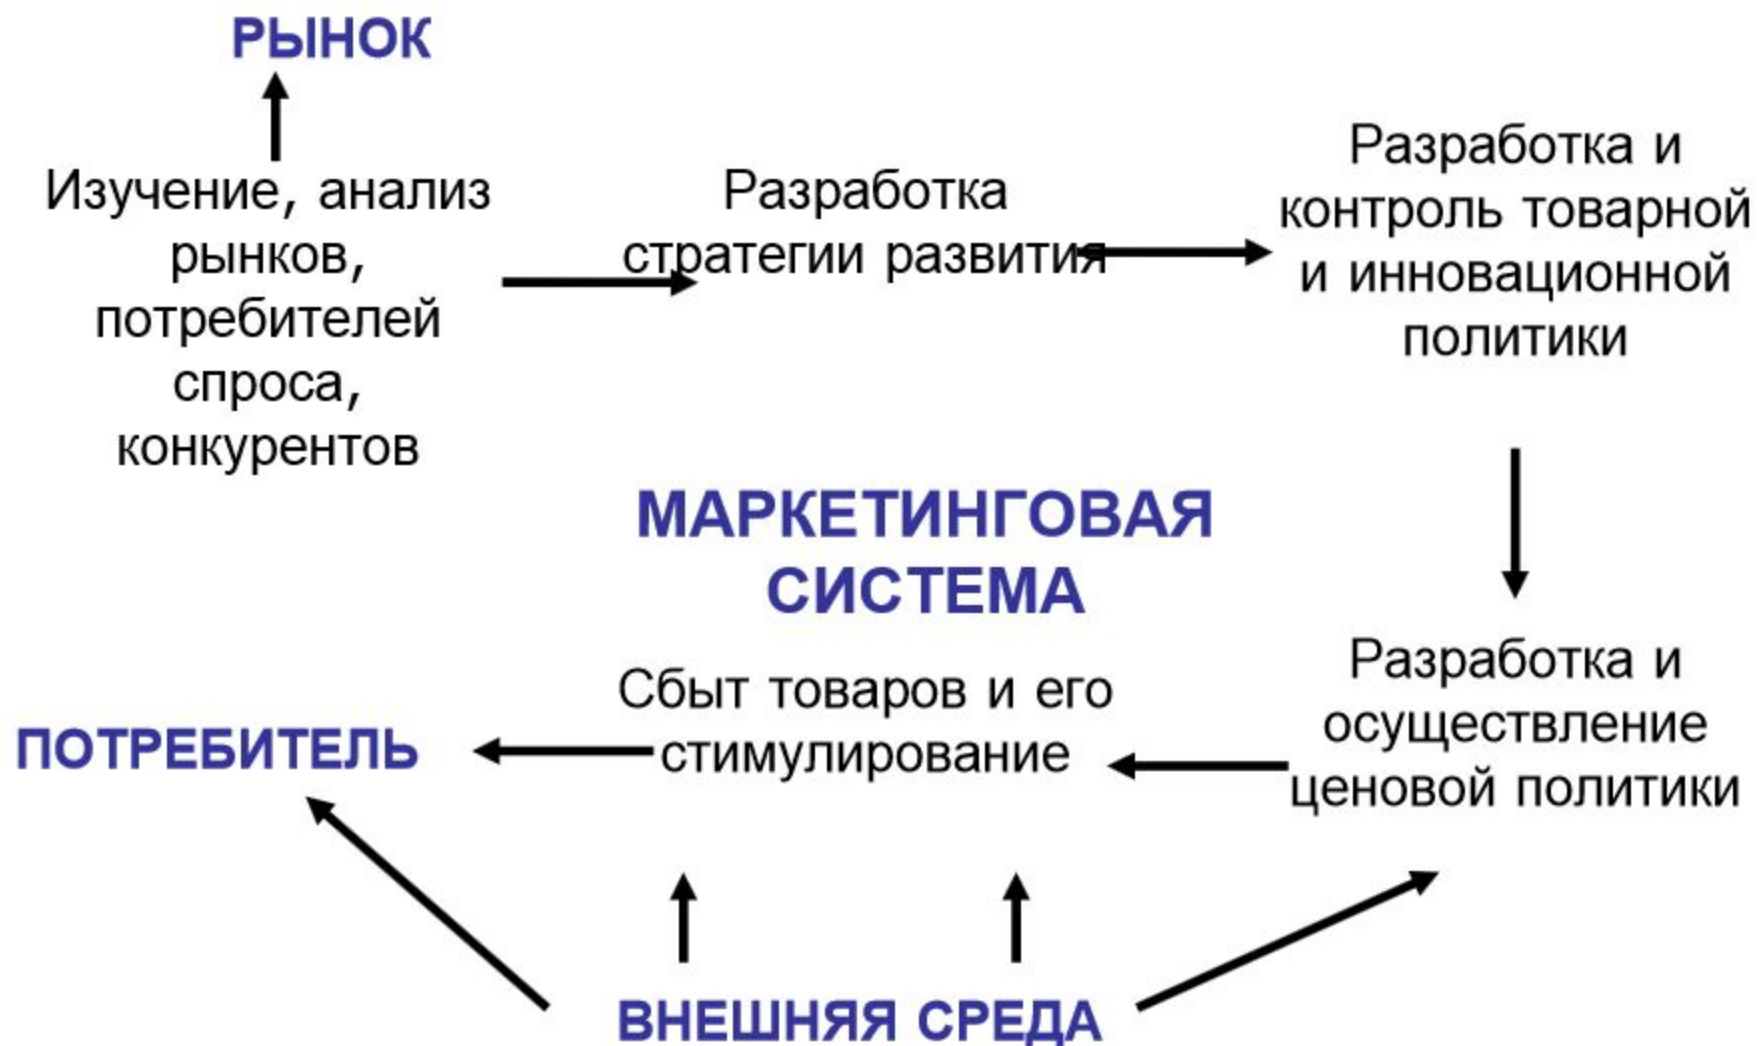 РЫНОК
Изучение, анализ
рынков,
потребителей
спроса,
конкурентов
Разработка
стратегии развития
Разработка и
контроль товарной
и инновационной
политики
МАРКЕТИНГОВАЯ
СИСТЕМА
ПОТРЕБИТЕЛЬ
Сбыт товаров и его
стимулирование
Разработка и
осуществление
ценовой политики
ВНЕШНЯЯ СРЕДА